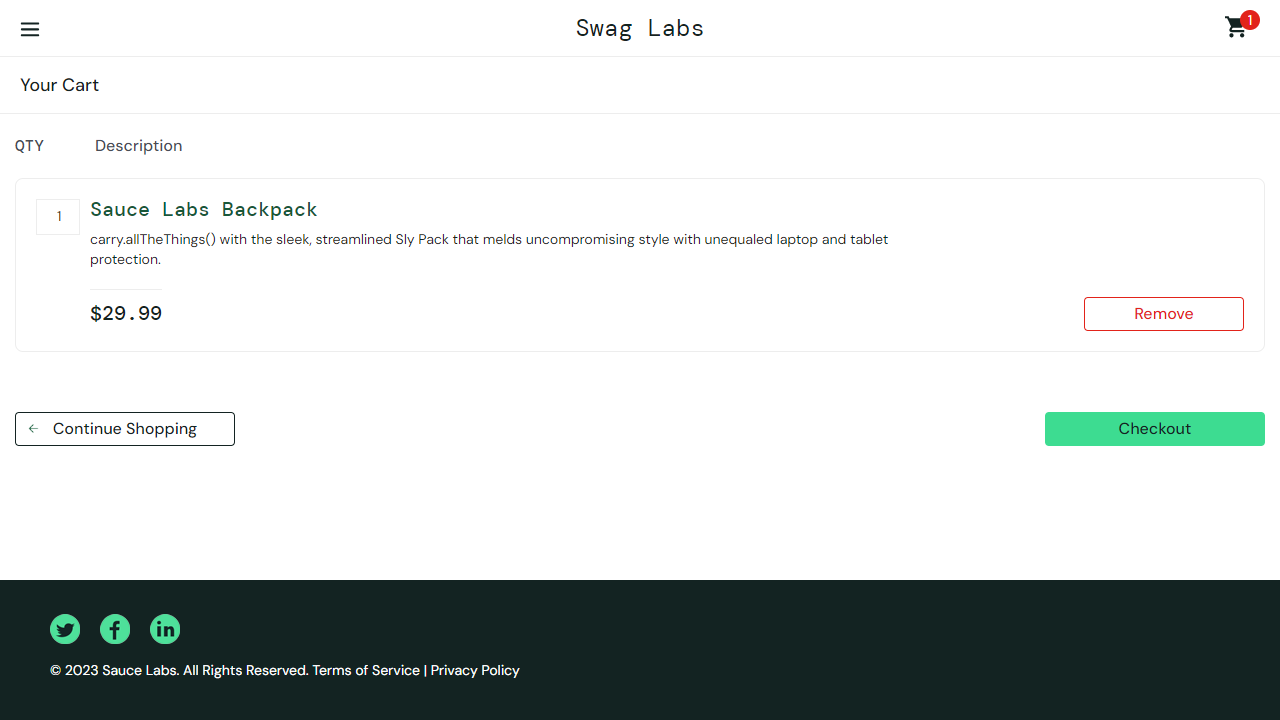 Swag Labs
1
Your Cart
QTY
Description
1
Sauce Labs Backpack
carry.allTheThings() with the sleek, streamlined Sly Pack that melds uncompromising style with unequaled laptop and tablet
protection.
$29.99
Remove
Continue Shopping
Checkout
© 2023 Sauce Labs. All Rights Reserved. Terms of Service | Privacy Policy